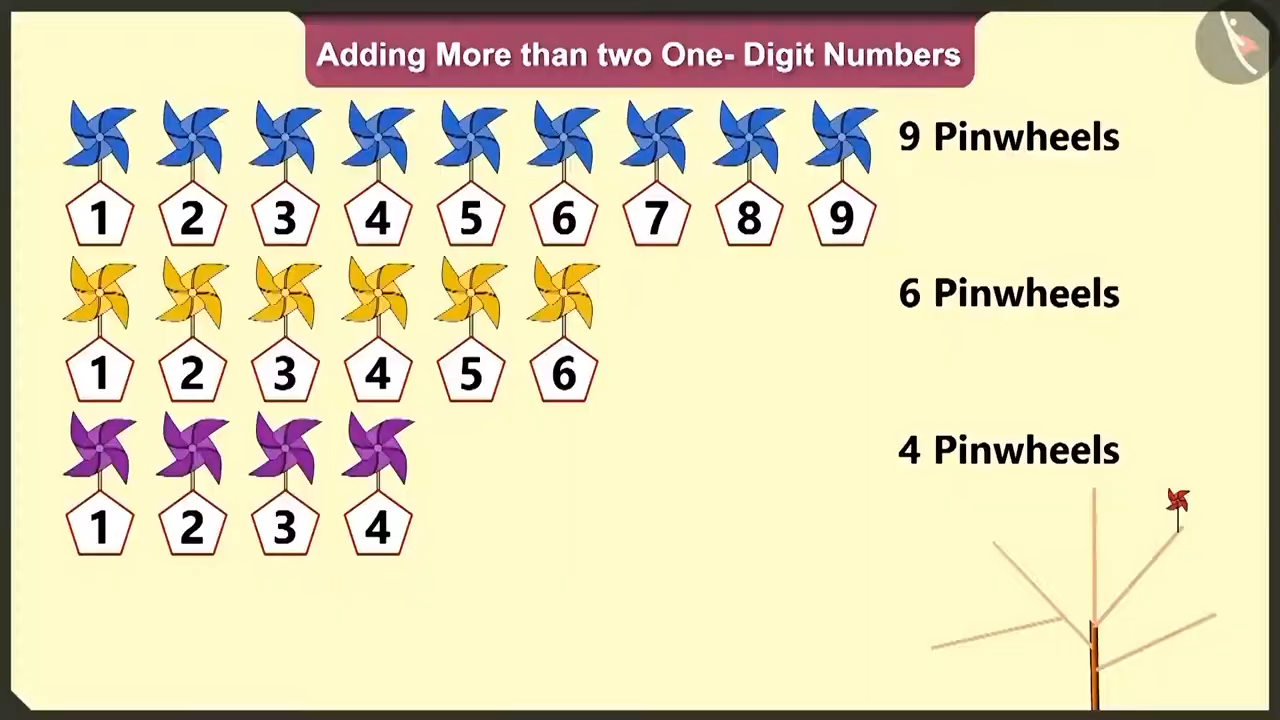 Adding More than two One- Digit Numbers
9 Pinwheels
1 2 3 4 5 6 7 8 9
6 Pinwheels
1 2 3 4 5 6
4 Pinwheels
1 2 3 4